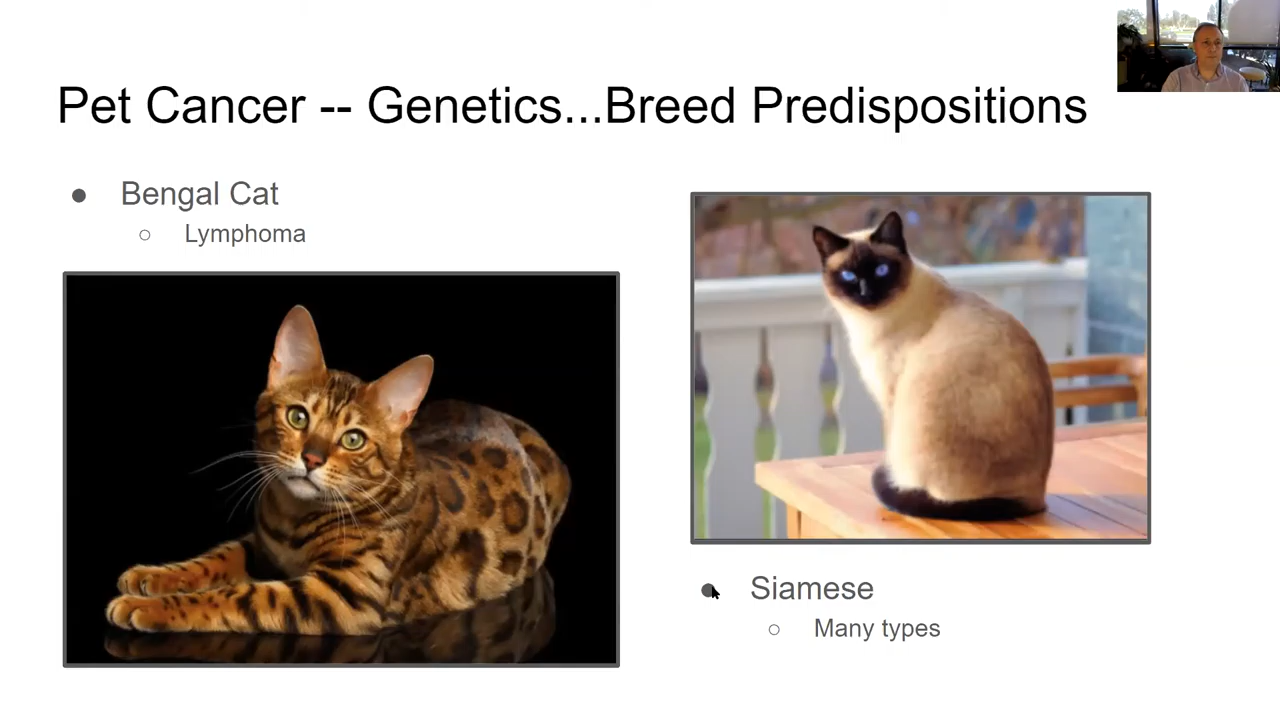 Pet Cancer -- Genetics...Breed Predispositions
Bengal Cat
Lymphoma
Siamese
Many types